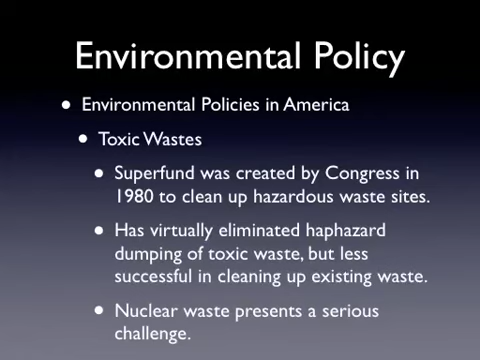 Environmental Policy
• Environmental Policies in America
• Toxic Wastes
• Superfund was created by Congress in
1980 to clean up hazardous waste sites.
• Has virtually eliminated haphazard
dumping of toxic waste, but less
successful in cleaning up existing waste.
• Nuclear waste presents a serious
challenge.